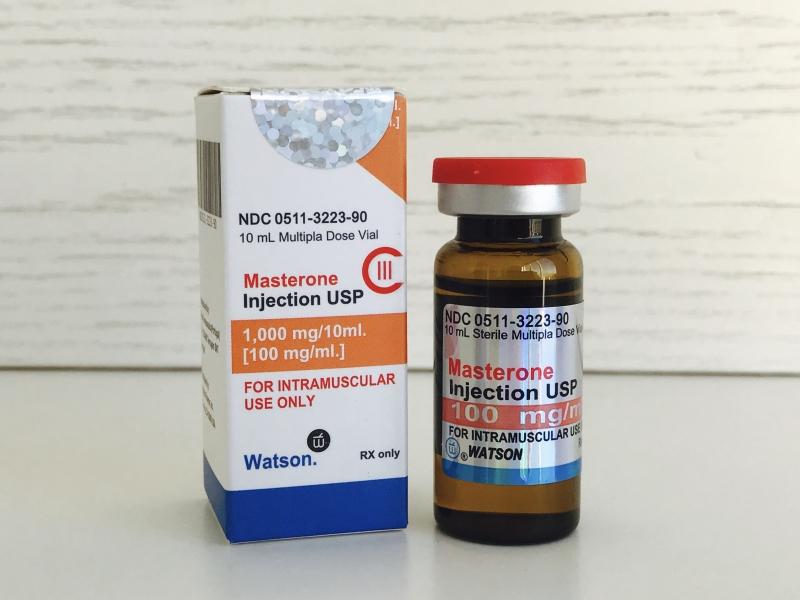 NDC 0511-3223-90
10 mL Multipla Dose Vial
CIII
Masterone
Injection USP
1,000 mg/10ml.
[100 mg/ml.]
FOR INTRAMUSCULAR
USE ONLY
Watson.
RX only
NDC 0511-3223-90
10 mL Sterile Multipla Dose
Masterone
Injection USP
100 mg/m
FOR INTRAMUSCULAR USE
® WATSON